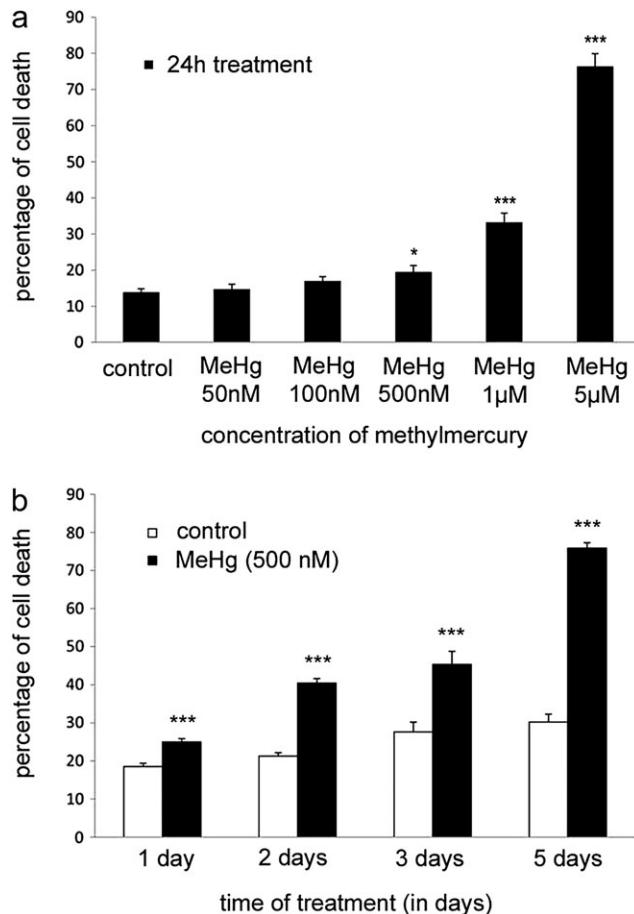 a
percentage of cell death
90
80
70
60
50
40
30
20
10
0
24h treatment
*
***
***
control
MeHg 50nM
MeHg 100nM
MeHg 500nM
MeHg 1µM
MeHg 5µM
concentration of methylmercury
b
percentage of cell death
90
80
70
60
50
40
30
20
10
0
control
MeHg (500 nM)
***
***
***
***
1 day
2 days
3 days
5 days
time of treatment (in days)